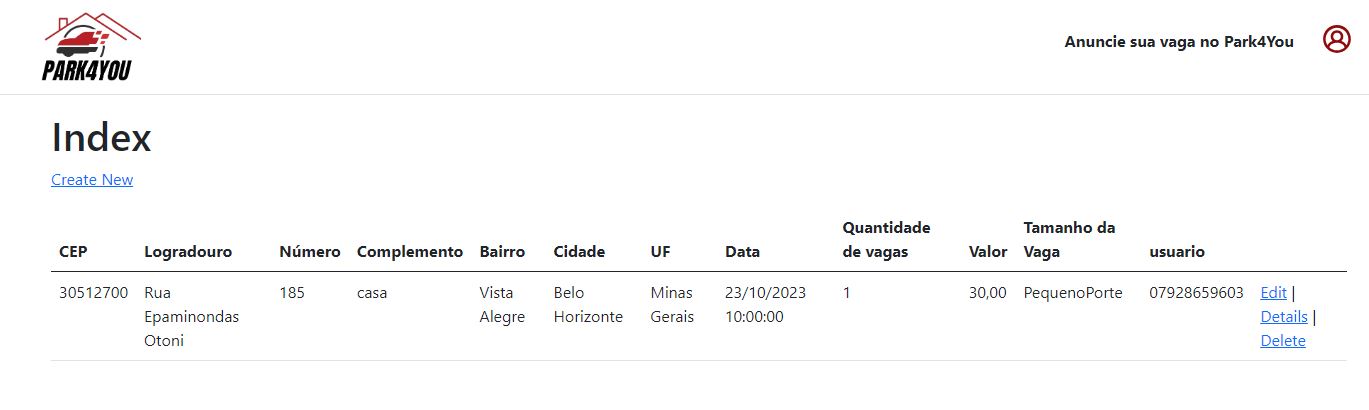 PARK4YOU
Anuncie sua vaga no Park4You
Index
Create New
CEP Logradouro Número Complemento Bairro Cidade UF Data Quantidade de vagas Valor Tamanho da Vaga usuario
30512700 Rua Epaminondas Otoni 185 casa Vista Alegre Belo Horizonte Minas Gerais 23/10/2023 10:00:00 1 30,00 PequenoPorte 07928659603 Edit | Details | Delete